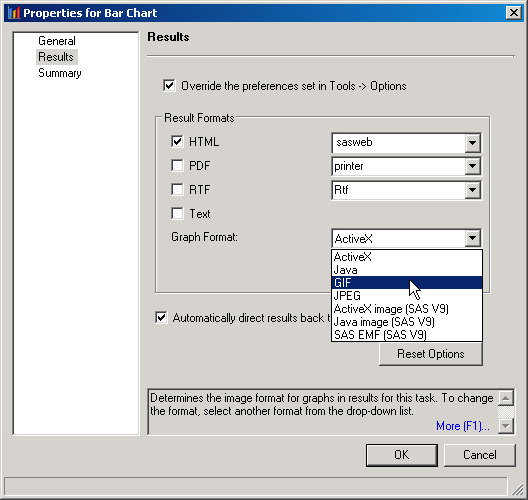 Properties for Bar Chart
General
Results
Summary
Results
Override the preferences set in Tools -> Options
Result Formats
HTML
sasweb
PDF
printer
RTF
Rtf
Text
Graph Format:
ActiveX
ActiveX
Java
GIF
JPEG
ActiveX image (SAS V9)
Java image (SAS V9)
SAS EMF (SAS V9)
Automatically direct results back t
Reset Options
Determines the image format for graphs in results for this task. To change
the format, select another format from the drop-down list.
More (F1)...
OK
Cancel